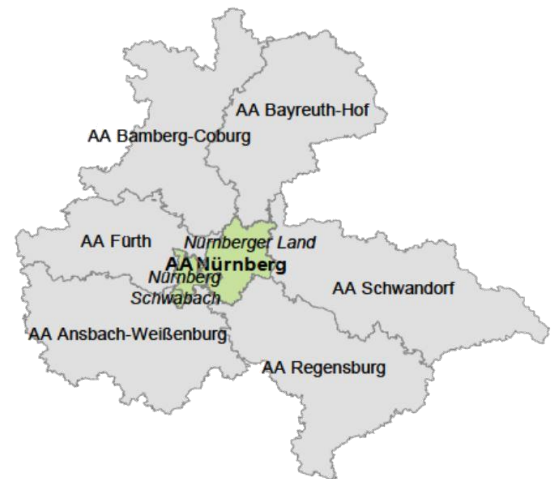 AA Bayreuth-Hof
AA Bamberg-Coburg
AA Fürth
Nürnberger Land
AA Nürnberg
Nürnberg
Schwabach
AA Schwandorf
AA Ansbach-Weißenburg
AA Regensburg